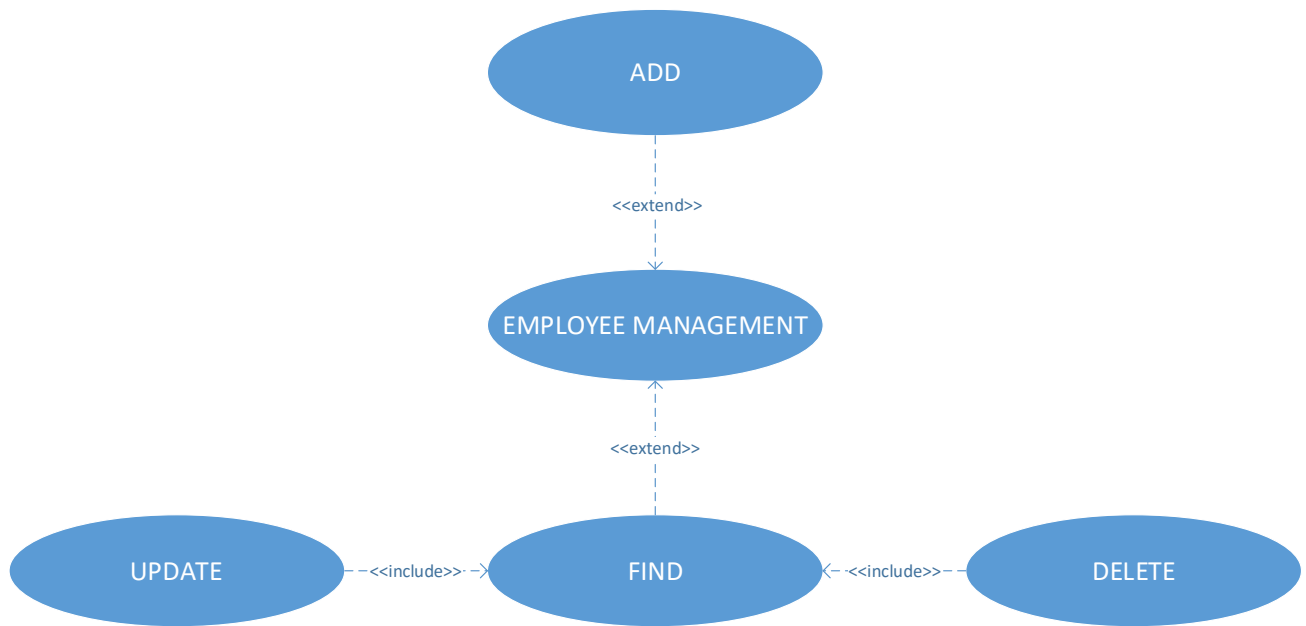 ADD
<<extend>>
EMPLOYEE MANAGEMENT
<<extend>>
UPDATE
<<include>>
FIND
<<include>>
DELETE